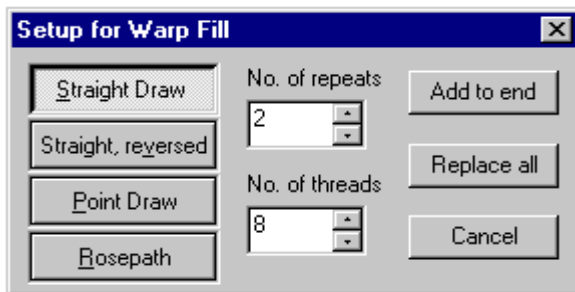 Setup for Warp Fill
Straight Draw
Straight, reversed
Point Draw
Rosepath
No. of repeats
2
No. of threads
8
Add to end
Replace all
Cancel